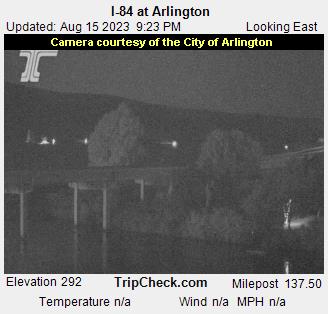 I-84 at Arlington
Updated: Aug 15 2023 9:23 PM Looking East
Camera courtesy of the City of Arlington
Elevation 292 TripCheck.com Milepost 137.50
Temperature n/a Wind n/a MPH n/a